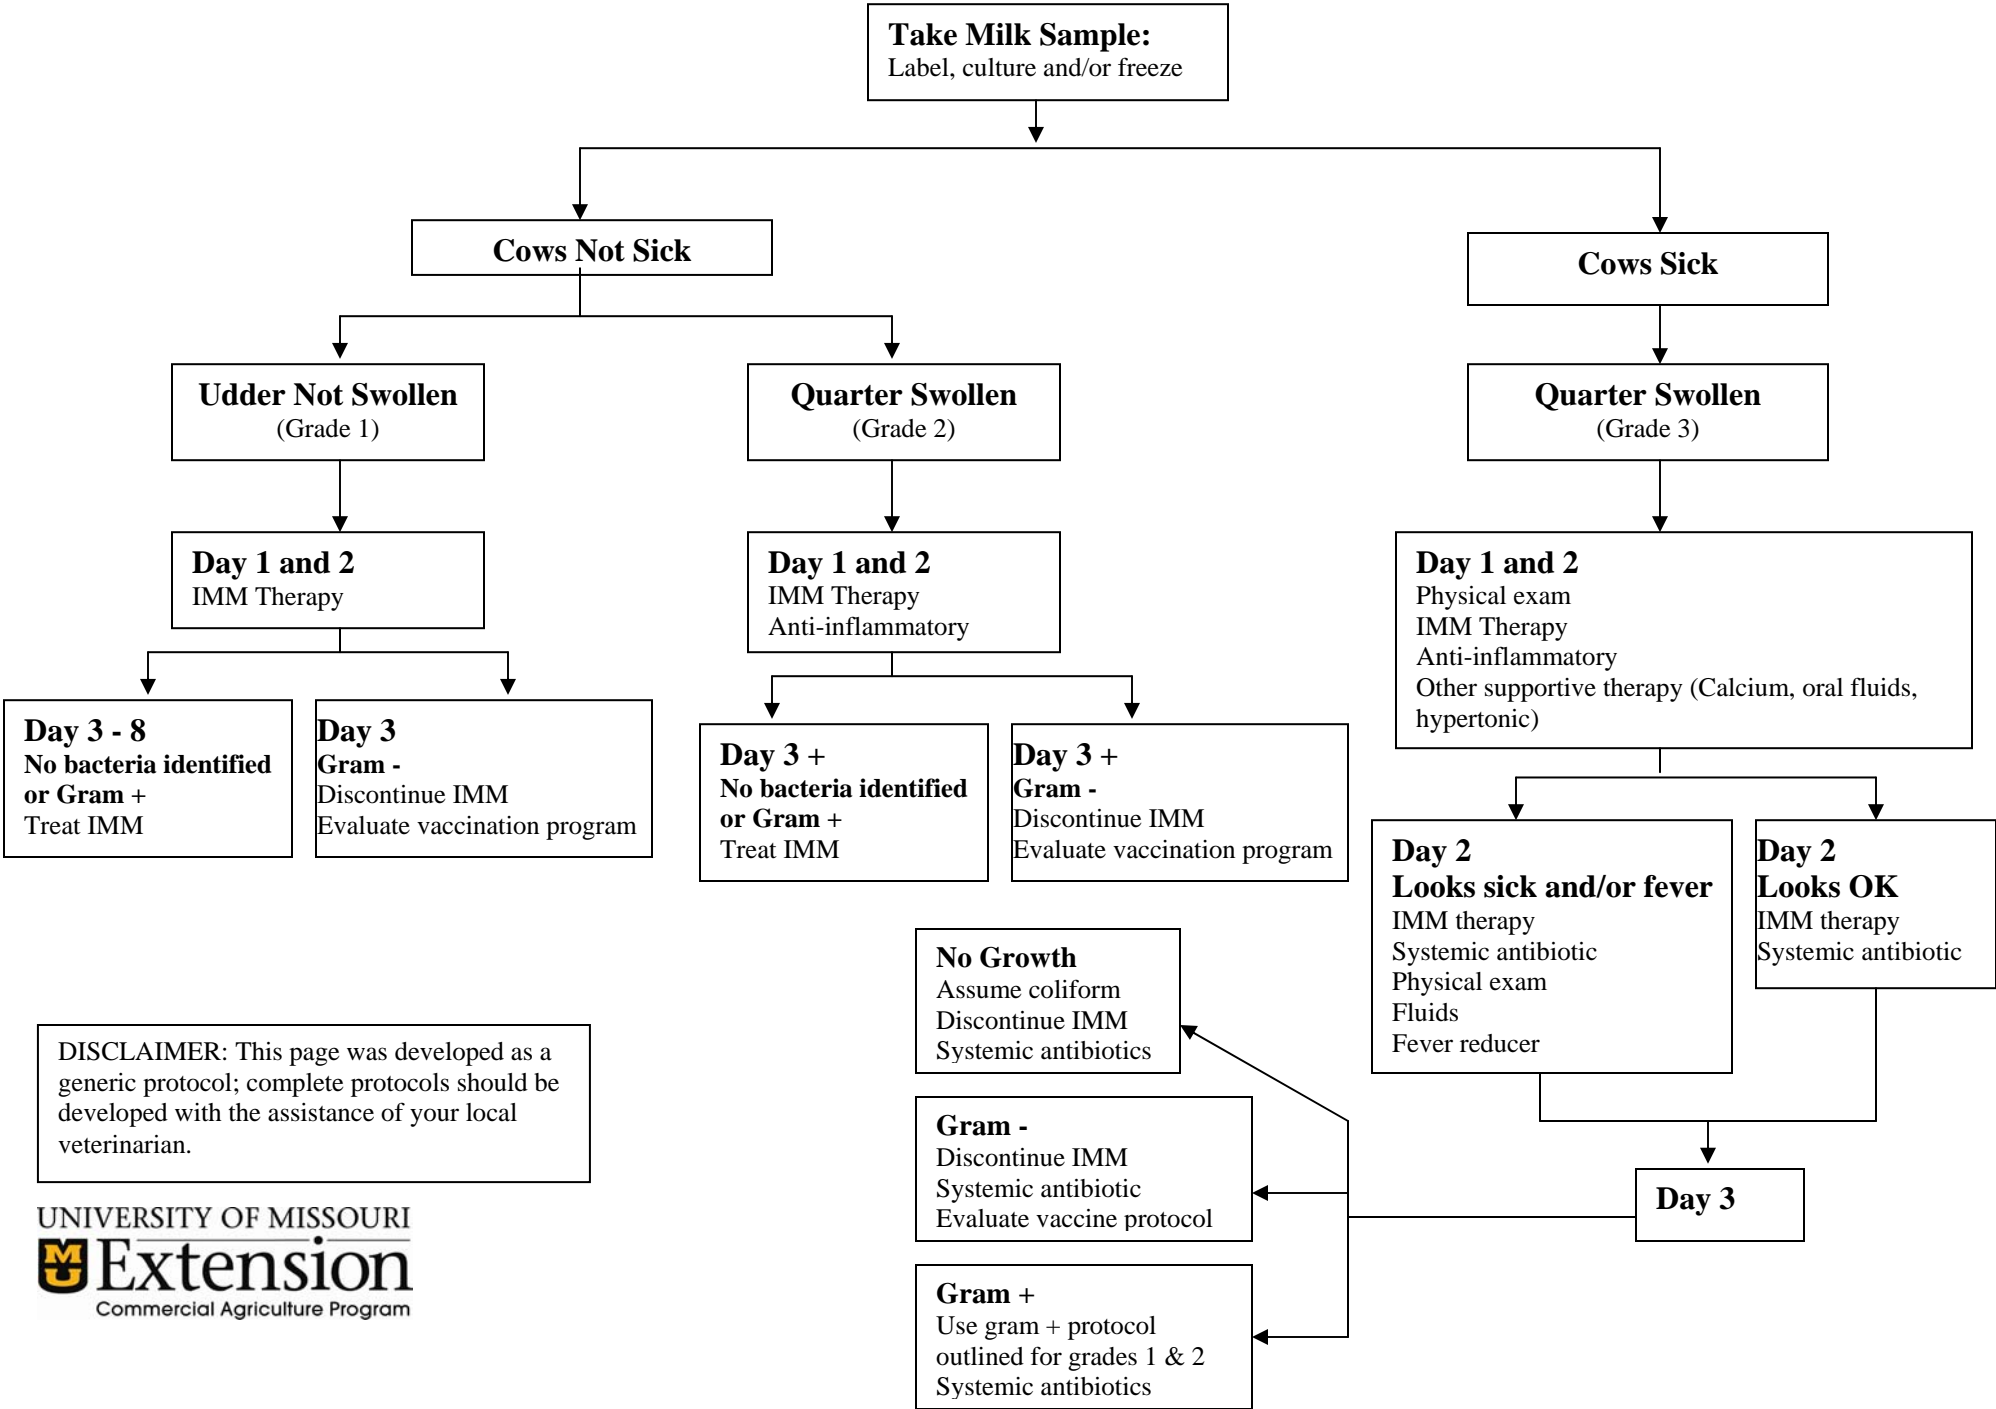 Take Milk Sample:
Label, culture and/or freeze
Cows Not Sick
Cows Sick
Udder Not Swollen
(Grade 1)
Quarter Swollen
(Grade 2)
Quarter Swollen
(Grade 3)
Day 1 and 2
IMM Therapy
Day 1 and 2
IMM Therapy
Anti-inflammatory
Day 1 and 2
Physical exam
IMM Therapy
Anti-inflammatory
Other supportive therapy (Calcium, oral fluids,
hypertonic)
Day 3 - 8
No bacteria identified
or Gram +
Treat IMM
Day 3
Gram -
Discontinue IMM
Evaluate vaccination program
Day 3 +
No bacteria identified
or Gram +
Treat IMM
Day 3 +
Gram -
Discontinue IMM
Evaluate vaccination program
Day 2
Looks sick and/or fever
IMM therapy
Systemic antibiotic
Physical exam
Fluids
Fever reducer
Day 2
Looks OK
IMM therapy
Systemic antibiotic
Day 3
No Growth
Assume coliform
Discontinue IMM
Systemic antibiotics
Gram -
Discontinue IMM
Systemic antibiotic
Evaluate vaccine protocol
Gram +
Use gram + protocol
outlined for grades 1 & 2
Systemic antibiotics
DISCLAIMER: This page was developed as a
generic protocol; complete protocols should be
developed with the assistance of your local
veterinarian.
UNIVERSITY OF MISSOURI
MU Extension
Commercial Agriculture Program